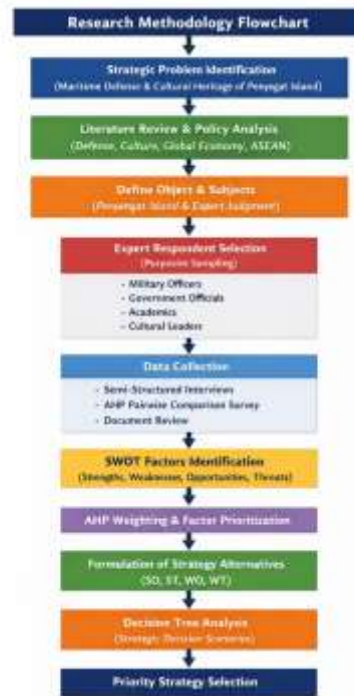 Research Methodology Flowchart
Strategic Problem Identification
(Maritime Defense & Cultural Heritage of Penyegat Island)
Literature Review & Policy Analysis
(Defense, Culture, Global Economy, ASEAN)
Define Object & Subjects
(Penyengat Island & Expert Judgment)
Expert Respondent Selection
(Purposive Sampling)
- Military Officers
- Government Officials
- Academics
- Cultural Leaders
Data Collection
- Semi-Structured Interviews
- AHP Pairwise Comparison Survey
- Document Review
SWOT Factors Identification
(Strengths, Weaknesses, Opportunities, Threats)
AHP Weighting & Factor Prioritization
Formulation of Strategy Alternatives
(SO, ST, WO, WT)
Decision Tree Analysis
(Strategic Decision Scenarios)
Priority Strategy Selection